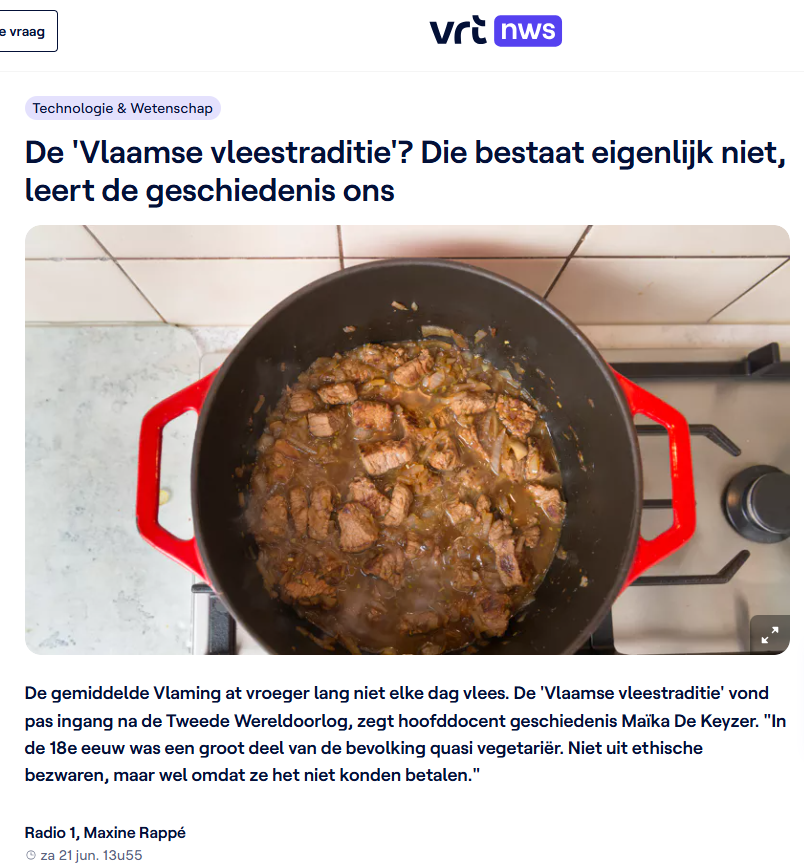 e vraag
vrt nws
Technologie & Wetenschap
De 'Vlaamse vleestraditie'? Die bestaat eigenlijk niet,
leert de geschiedenis ons
De gemiddelde Vlaming at vroeger lang niet elke dag vlees. De 'Vlaamse vleestraditie' vond
pas ingang na de Tweede Wereldoorlog, zegt hoofddocent geschiedenis Maïka De Keyzer. "In
de 18e eeuw was een groot deel van de bevolking quasi vegetariër. Niet uit ethische
bezwaren, maar wel omdat ze het niet konden betalen."
Radio 1, Maxine Rappé
za 21 jun. 13u55